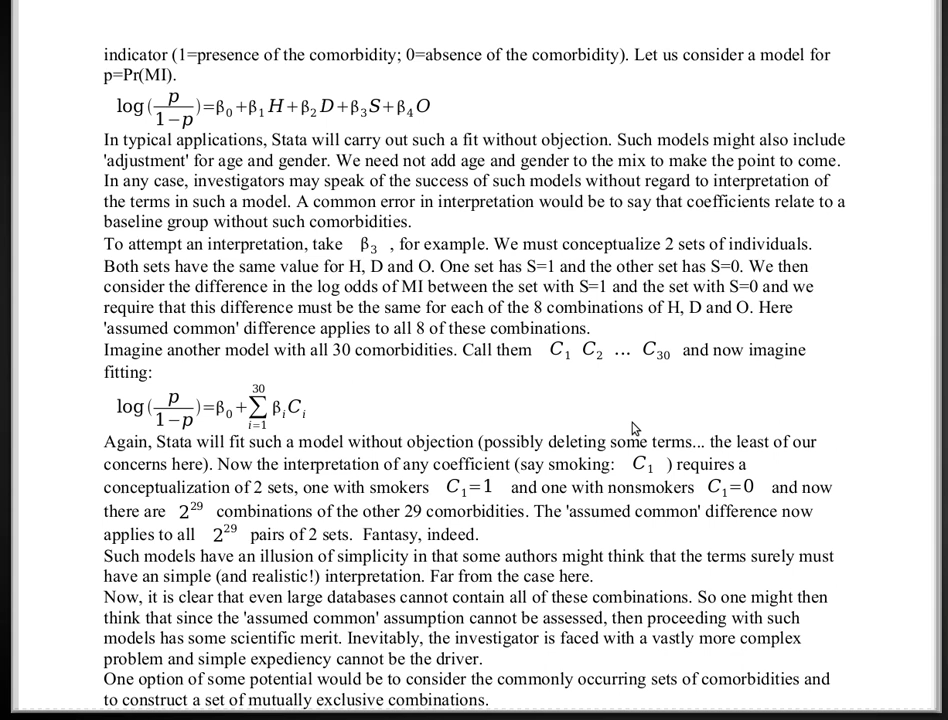 indicator (1=presence of the comorbidity; 0=absence of the comorbidity). Let us consider a model for
p=Pr(MI).
log(p/(1−p))=β₀+β₁H+β₂D+β₃S+β₄O
In typical applications, Stata will carry out such a fit without objection. Such models might also include
'adjustment' for age and gender. We need not add age and gender to the mix to make the point to come.
In any case, investigators may speak of the success of such models without regard to interpretation of
the terms in such a model. A common error in interpretation would be to say that coefficients relate to a
baseline group without such comorbidities.
To attempt an interpretation, take β₃ , for example. We must conceptualize 2 sets of individuals.
Both sets have the same value for H, D and O. One set has S=1 and the other set has S=0. We then
consider the difference in the log odds of MI between the set with S=1 and the set with S=0 and we
require that this difference must be the same for each of the 8 combinations of H, D and O. Here
'assumed common' difference applies to all 8 of these combinations.
Imagine another model with all 30 comorbidities. Call them C₁ C₂ ... C₃₀ and now imagine
fitting:
log(p/(1−p))=β₀+∑_{i=1}^{30} βᵢCᵢ
Again, Stata will fit such a model without objection (possibly deleting some terms... the least of our
concerns here). Now the interpretation of any coefficient (say smoking: C₁ ) requires a
conceptualization of 2 sets, one with smokers C₁=1 and one with nonsmokers C₁=0 and now
there are 2²⁹ combinations of the other 29 comorbidities. The 'assumed common' difference now
applies to all 2²⁹ pairs of 2 sets. Fantasy, indeed.
Such models have an illusion of simplicity in that some authors might think that the terms surely must
have an simple (and realistic!) interpretation. Far from the case here.
Now, it is clear that even large databases cannot contain all of these combinations. So one might then
think that since the 'assumed common' assumption cannot be assessed, then proceeding with such
models has some scientific merit. Inevitably, the investigator is faced with a vastly more complex
problem and simple expediency cannot be the driver.
One option of some potential would be to consider the commonly occurring sets of comorbidities and
to construct a set of mutually exclusive combinations.